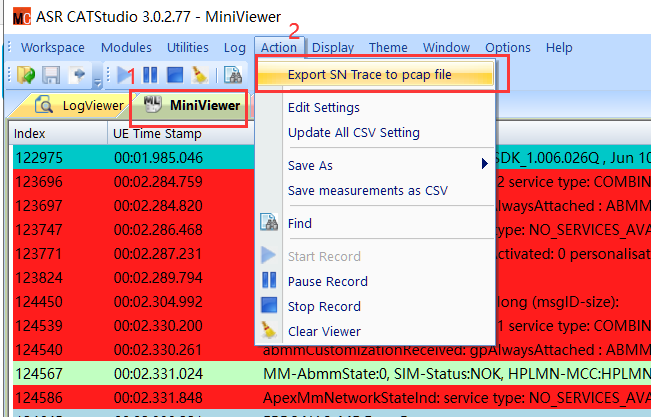 ASR CATStudio 3.0.2.77 - MiniViewer
2
Workspace Modules Utilities Log Action Display Theme Window Options Help
1
Export SN Trace to pcap file
LogViewer MiniViewer
Edit Settings
Index UE Time Stamp
Update All CSV Setting
122975 00:01.985.046 SDK_1.006.026Q , Jun 10
Save As
123696 00:02.284.759 2 service type: COMBIN
Save measurements as CSV
123697 00:02.284.820 AlwaysAttached : ABMM
123747 00:02.286.468 type: NO_SERVICES_AVA
Find
123771 00:02.287.231 Activated: 0 personalisat
Start Record
123824 00:02.289.794
Pause Record
124450 00:02.304.992 long (msgID-size):
Stop Record
124539 00:02.330.200 1 service type: COMBIN
Clear Viewer
124540 00:02.330.261 abmmCustomizationReceived: gpAlwaysAttached : ABMM
124567 00:02.331.024 MM-AbmmState:0, SIM-Status:NOK, HPLMN-MCC:HPL
124586 00:02.331.848 ApexMmNetworkStateInd: service type: NO_SERVICES_AVA